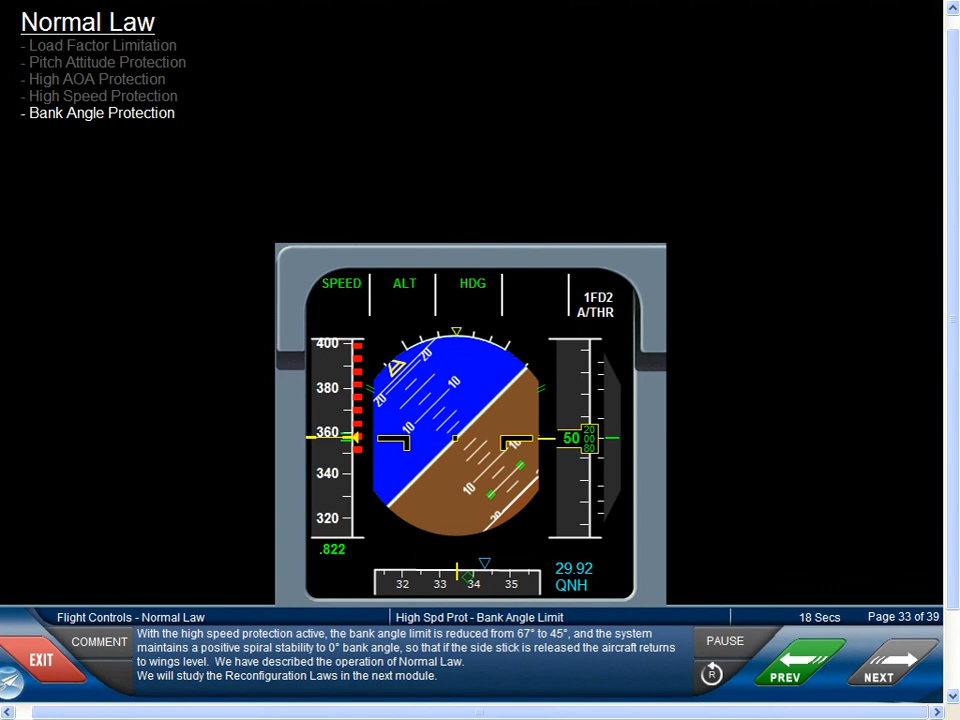 Normal Law
- Load Factor Limitation
- Pitch Attitude Protection
- High AOA Protection
- High Speed Protection
- Bank Angle Protection
SPEED ALT HDG
1FD2
A/THR
400
380
360
340
320
20
20
10
10
10
10
20
50
20
00
80
.822
32 33 34 35
29.92
QNH
Flight Controls - Normal Law High Spd Prot - Bank Angle Limit 18 Secs Page 33 of 39
EXIT
COMMENT
With the high speed protection active, the bank angle limit is reduced from 67° to 45°, and the system
maintains a positive spiral stability to 0° bank angle, so that if the side stick is released the aircraft returns
to wings level. We have described the operation of Normal Law.
We will study the Reconfiguration Laws in the next module.
PAUSE
R
PREV
NEXT